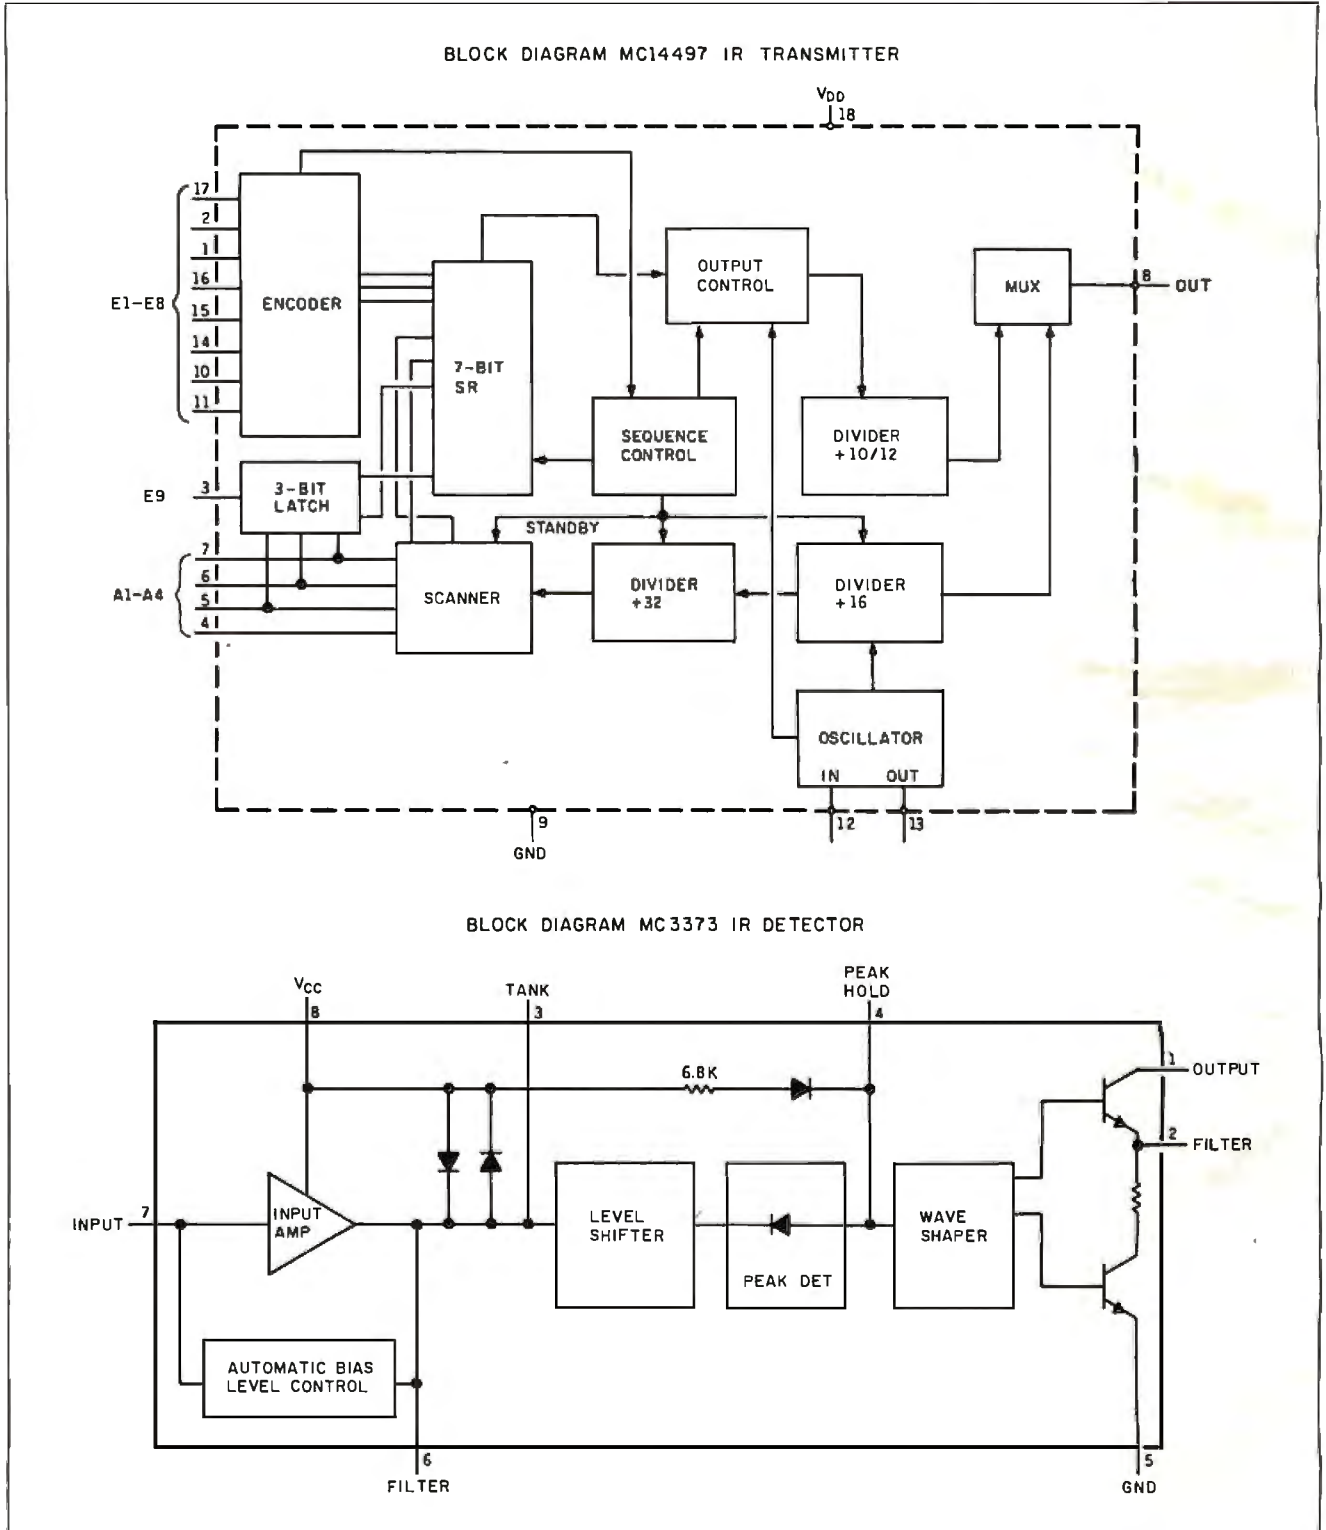 BLOCK DIAGRAM MC14497 IR TRANSMITTER
VDD
18
17
2
1
16
15
14
10
11
E1-E8
ENCODER
7-BIT
SR
OUTPUT
CONTROL
MUX
8
OUT
SEQUENCE
CONTROL
DIVIDER
+10/12
E9
3
3-BIT
LATCH
STANDBY
7
6
5
4
A1-A4
SCANNER
DIVIDER
+32
DIVIDER
+16
OSCILLATOR
IN
OUT
9
GND
12
13
BLOCK DIAGRAM MC3373 IR DETECTOR
VCC
8
TANK
3
PEAK
HOLD
4
6.8K
1
OUTPUT
2
FILTER
INPUT
7
INPUT
AMP
LEVEL
SHIFTER
PEAK DET
WAVE
SHAPER
AUTOMATIC BIAS
LEVEL CONTROL
6
FILTER
5
GND